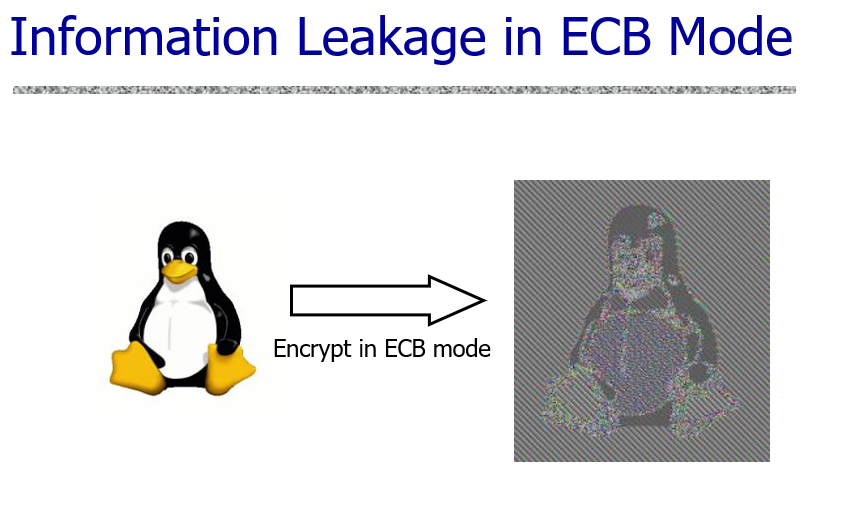 Information Leakage in ECB Mode
Encrypt in ECB mode